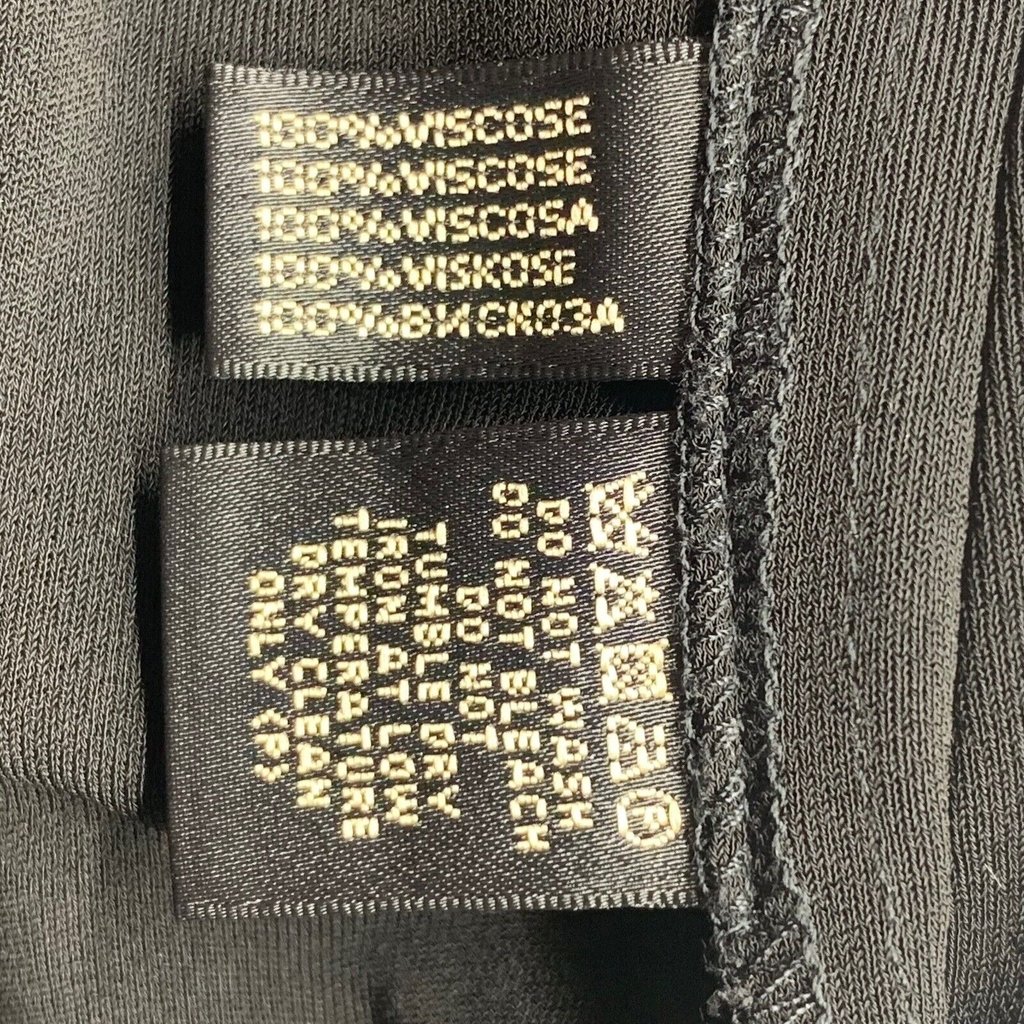 100%VISCOSE
100%VISCOSE
100%VISCOSA
100%VISKOSE
100%ВИСКОЗА
DO NOT WASH
DO NOT BLEACH
DO NOT
TUMBLE DRY
IRON AT LOW
TEMPERATURE
DRY CLEAN
ONLY (P)